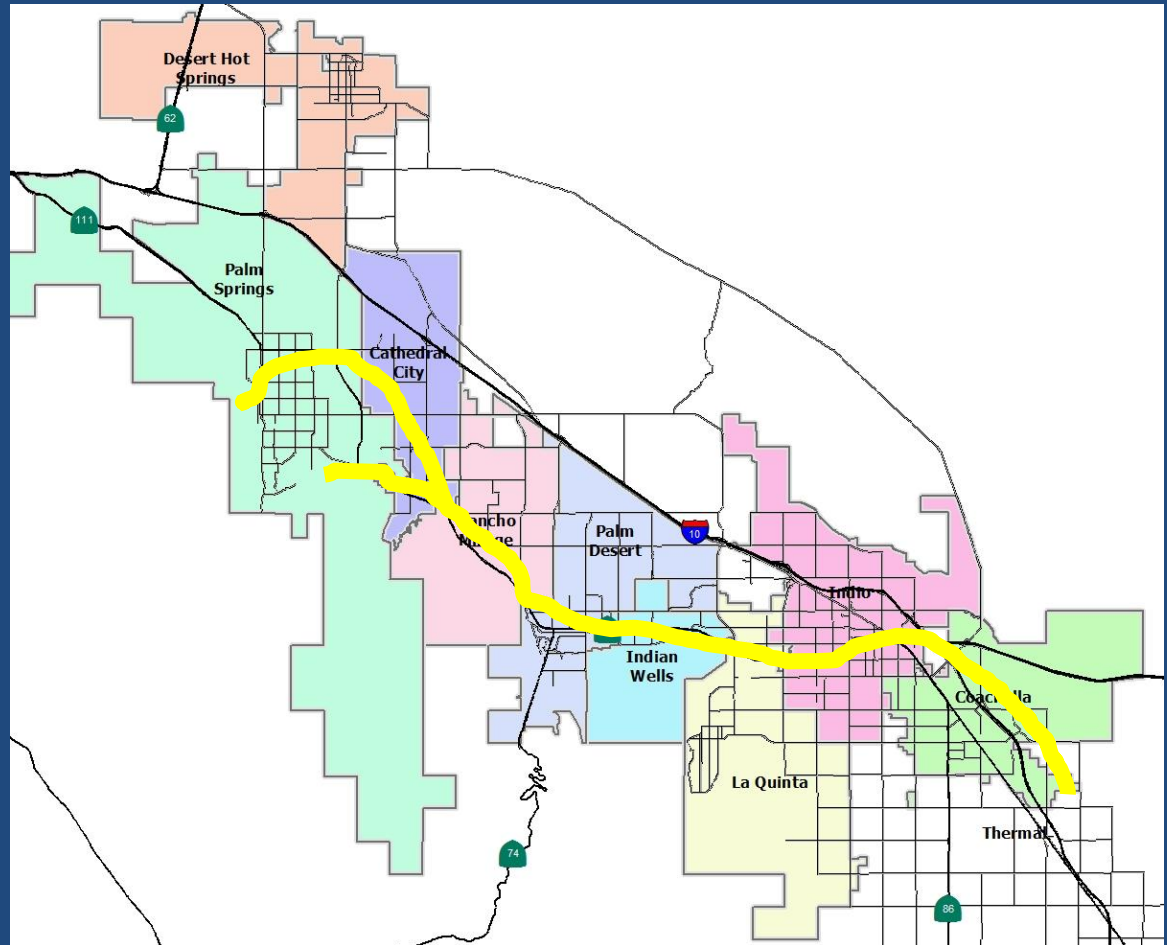 Desert Hot
Springs
62
111
Palm
Springs
Cathedral
City
Palm
Desert
10
Indio
Indian
Wells
Coachella
La Quinta
Thermal
74
86